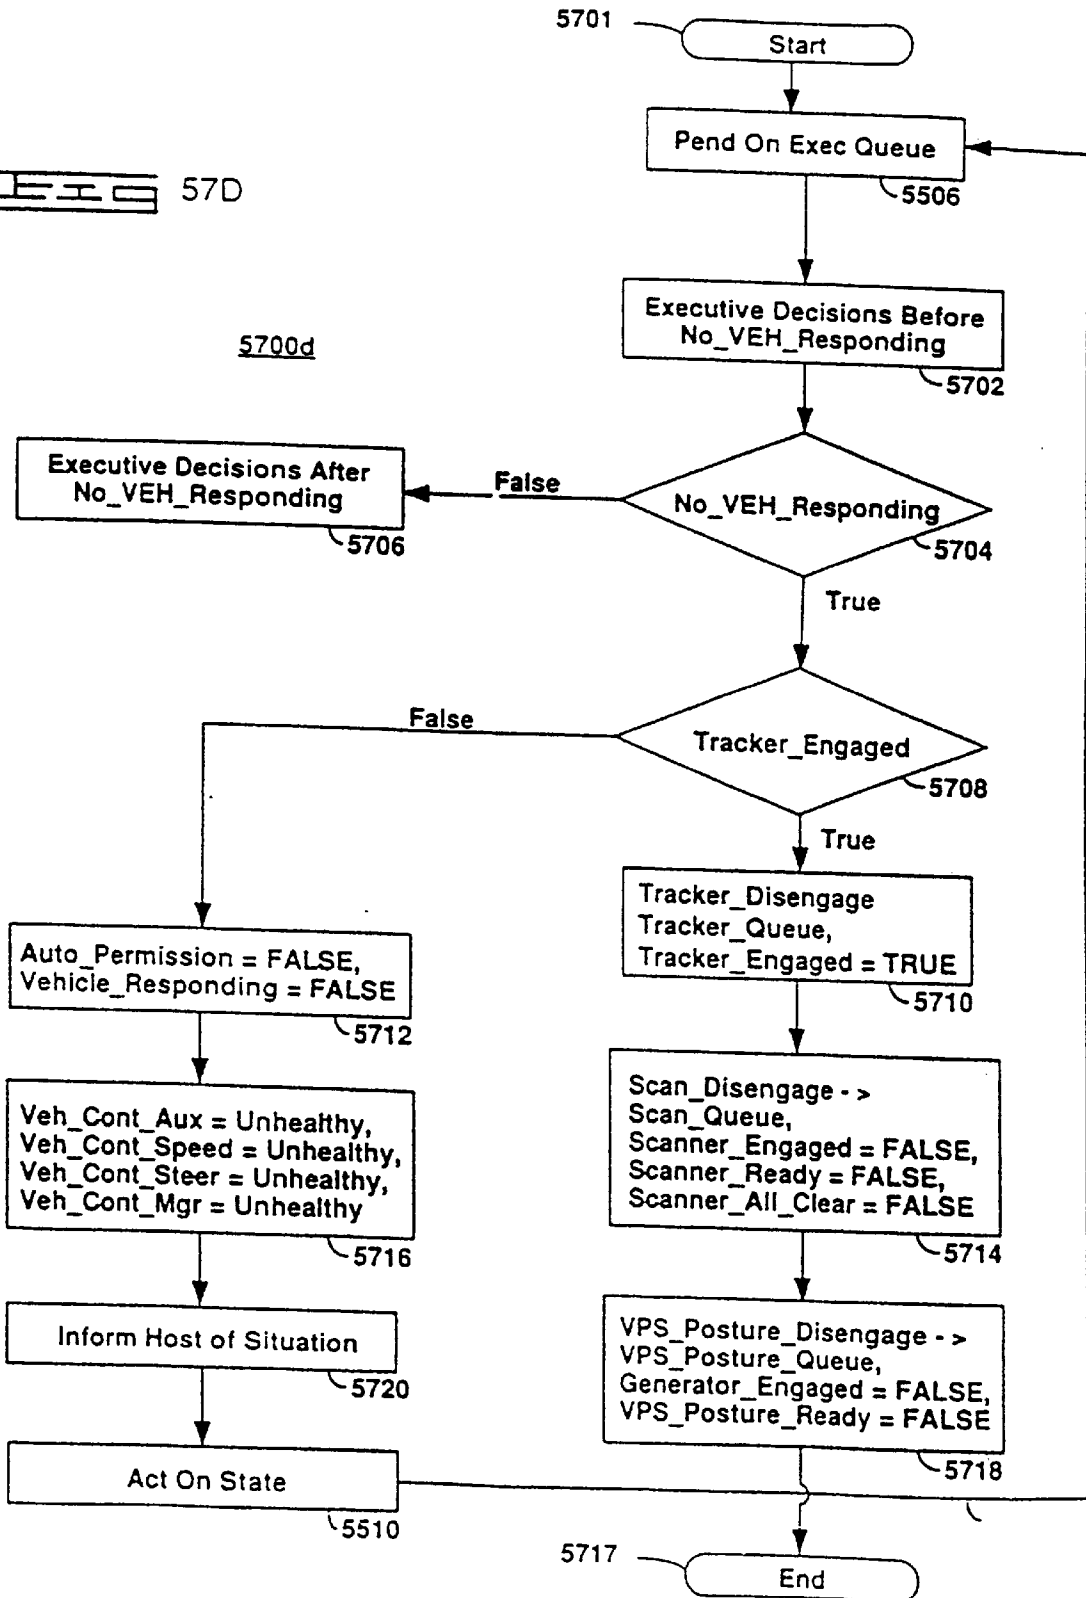 5701
Start
Pend On Exec Queue
5506
FIG 57D
Executive Decisions Before
No_VEH_Responding
5702
5700d
Executive Decisions After
No_VEH_Responding
5706
False
No_VEH_Responding
5704
True
False
Tracker_Engaged
5708
True
Tracker_Disengage
Tracker_Queue,
Tracker_Engaged = TRUE
5710
Auto_Permission = FALSE,
Vehicle_Responding = FALSE
5712
Scan_Disengage - >
Scan_Queue,
Scanner_Engaged = FALSE,
Scanner_Ready = FALSE,
Scanner_All_Clear = FALSE
5714
Veh_Cont_Aux = Unhealthy,
Veh_Cont_Speed = Unhealthy,
Veh_Cont_Steer = Unhealthy,
Veh_Cont_Mgr = Unhealthy
5716
Inform Host of Situation
5720
VPS_Posture_Disengage - >
VPS_Posture_Queue,
Generator_Engaged = FALSE,
VPS_Posture_Ready = FALSE
5718
Act On State
5510
5717
End